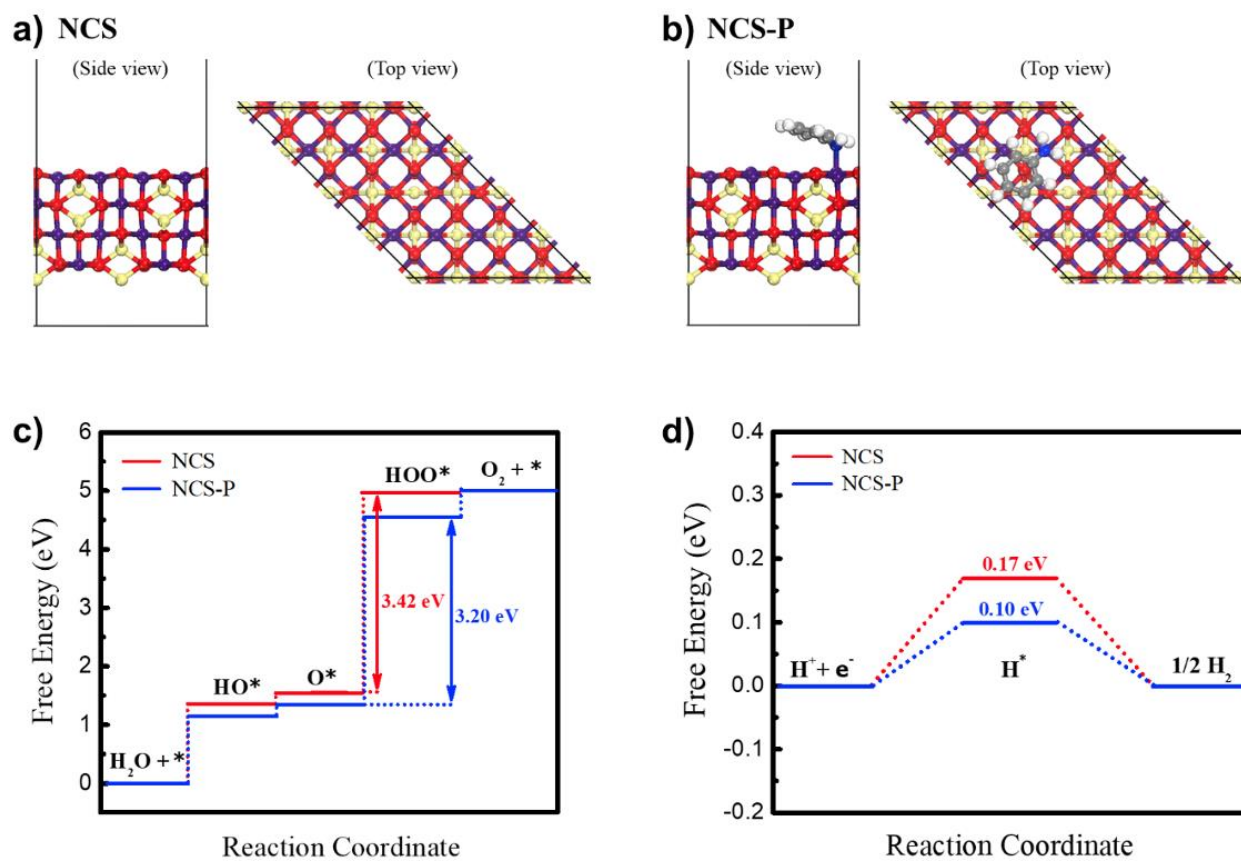 a) NCS
(Side view)
(Top view)
b) NCS-P
(Side view)
(Top view)
c)
6
5
4
3
2
1
0
Free Energy (eV)
NCS
NCS-P
HOO*
O₂ + *
3.42 eV
3.20 eV
HO*
O*
H₂O + *
Reaction Coordinate
d)
0.4
0.3
0.2
0.1
0.0
-0.1
-0.2
Free Energy (eV)
NCS
NCS-P
0.17 eV
0.10 eV
H⁺+ e⁻
H*
1/2 H₂
Reaction Coordinate